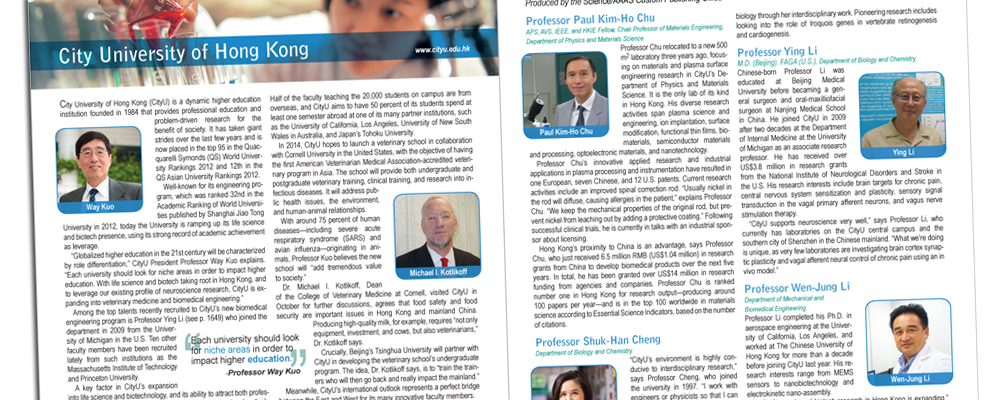 City University of Hong Kong
www.cityu.edu.hk
City University of Hong Kong (CityU) is a dynamic higher education
institution founded in 1984 that provides professional education and
problem-driven research for the
benefit of society. It has taken giant
strides over the last few years and is
now placed in the top 95 in the Quac-
quarelli Symonds (QS) World Univer-
sity Rankings 2012 and 12th in the
QS Asian University Rankings 2012.
Way Kuo
Well-known for its engineering pro-
gram, which was ranked 32nd in the
Academic Ranking of World Universi-
ties published by Shanghai Jiao Tong
University in 2012, today the University is ramping up its life science
and biotech presence, using its strong record of academic achievement
as leverage.
"Globalized higher education in the 21st century will be characterized
by role differentiation," CityU President Professor Way Kuo explains.
"Each university should look for niche areas in order to impact higher
education. With life science and biotech taking root in Hong Kong, and
to leverage our existing profile of neuroscience research, CityU is ex-
panding into veterinary medicine and biomedical engineering."
Among the top talents recently recruited to CityU's new biomedical
engineering program is Professor Ying Li (see p. 1649) who joined the
department in 2009 from the Univer-
sity of Michigan in the U.S. Ten other
faculty members have been recruited
lately from such institutions as the
Massachusetts Institute of Technology
and Princeton University.
A key factor in CityU's expansion
into life science and biotechnology, and its ability to attract both profes-
Half of the faculty teaching the 20,000 students on campus are from
overseas, and CityU aims to have 50 percent of its students spend at
least one semester abroad at one of its many partner institutions, such
as the University of California, Los Angeles, University of New South
Wales in Australia, and Japan's Tohoku University.
In 2014, CityU hopes to launch a veterinary school in collaboration
with Cornell University in the United States, with the objective of having
the first American Veterinarian Medical Association-accredited veteri-
nary program in Asia. The school will provide both undergraduate and
postgraduate veterinary training, clinical training, and research into in-
fectious diseases. It will address pub-
lic health issues, the environment,
and human-animal relationships.
With around 75 percent of human
diseases—including severe acute
respiratory syndrome (SARS) and
avian influenza—originating in ani-
mals, Professor Kuo believes the new
school will "add tremendous value
to society."
Michael I. Kotlikoff
Dr. Michael I. Kotlikoff, Dean
of the College of Veterinary Medicine at Cornell, visited CityU in
October for further discussions, agrees that food safety and food
security are important issues in Hong Kong and mainland China.
Producing high-quality milk, for example, requires "not only
equipment, investment, and cows, but also veterinarians,"
Dr. Kotlikoff says.
Crucially, Beijing's Tsinghua University will partner with
CityU in developing the veterinary school's undergraduate
program. The idea, Dr. Kotlikoff says, is to "train the train-
ers who will then go back and really impact the mainland."
Meanwhile, CityU's international outlook represents a perfect bridge
between the East and West for its many innovative faculty members.
"Each university should look
for niche areas in order to
impact higher education."
-Professor Way Kuo
Produced by the Science/AAAS Custom Publishing Office
Professor Paul Kim-Ho Chu
APS, AVS, IEEE, and HKIE Fellow, Chair Professor of Materials Engineering,
Department of Physics and Materials Science
Paul Kim-Ho Chu
Professor Chu relocated to a new 500
m² laboratory three years ago, focus-
ing on materials and plasma surface
engineering research in CityU's De-
partment of Physics and Materials
Science. It is the only lab of its kind
in Hong Kong. His diverse research
activities span plasma science and
engineering, ion implantation, surface
modification, functional thin films, bio-
materials, semiconductor materials
and processing, optoelectronic materials, and nanotechnology.
Professor Chu's innovative applied research and industrial
applications in plasma processing and instrumentation have resulted in
one European, seven Chinese, and 12 U.S. patents. Current research
activities include an improved spinal correction rod. "Usually nickel in
the rod will diffuse, causing allergies in the patient," explains Professor
Chu. "We keep the mechanical properties of the original rod, but pre-
vent nickel from leaching out by adding a protective coating." Following
successful clinical trials, he is currently in talks with an industrial spon-
sor about licensing.
Hong Kong's proximity to China is an advantage, says Professor
Chu, who just received 6.5 million RMB (US$1.04 million) in research
grants from China to develop biomedical products over the next five
years. In total, he has been granted over US$14 million in research
funding from agencies and companies. Professor Chu is ranked
number one in Hong Kong for research output—producing around
100 papers per year—and is in the top 100 worldwide in materials
science according to Essential Science Indicators, based on the number
of citations.
Professor Shuk-Han Cheng
Department of Biology and Chemistry
"CityU's environment is highly con-
ducive to interdisciplinary research,"
says Professor Cheng, who joined
the university in 1997. "I work with
engineers or physicists so that I can
biology through her interdisciplinary work. Pioneering research includes
looking into the role of Iroquois genes in vertebrate retinogenesis
and cardiogenesis.
Professor Ying Li
M.D. (Beijing), FAGA (U.S.), Department of Biology and Chemistry
Chinese-born Professor Li was
educated at Beijing Medical
University before becoming a gen-
eral surgeon and oral-maxillofacial
surgeon at Nanjing Medical School
in China. He joined CityU in 2009
after two decades at the Department
of Internal Medicine at the University
of Michigan as an associate research
professor. He has received over
US$3.8 million in research grants
from the National Institute of Neurological Disorders and Stroke in
the U.S. His research interests include brain targets for chronic pain,
central nervous system sensitization and plasticity, sensory signal
transduction in the vagal primary afferent neurons, and vagus nerve
stimulation therapy.
Ying Li
"CityU supports neuroscience very well," says Professor Li, who
currently has laboratories on the CityU central campus and the
southern city of Shenzhen in the Chinese mainland. "What we're doing
is unique, as very few laboratories are investigating brain cortex synap-
tic plasticity and vagal afferent neural control of chronic pain using an in
vivo model."
Professor Wen-Jung Li
Department of Mechanical and
Biomedical Engineering
Professor Li completed his Ph.D. in
aerospace engineering at the Univer-
sity of California, Los Angeles, and
worked at The Chinese University
of Hong Kong for more than a decade
before joining CityU last year. His re-
search interests range from MEMS
sensors to nanobiotechnology and
electrokinetic nano-assembly.
Wen-Jung Li